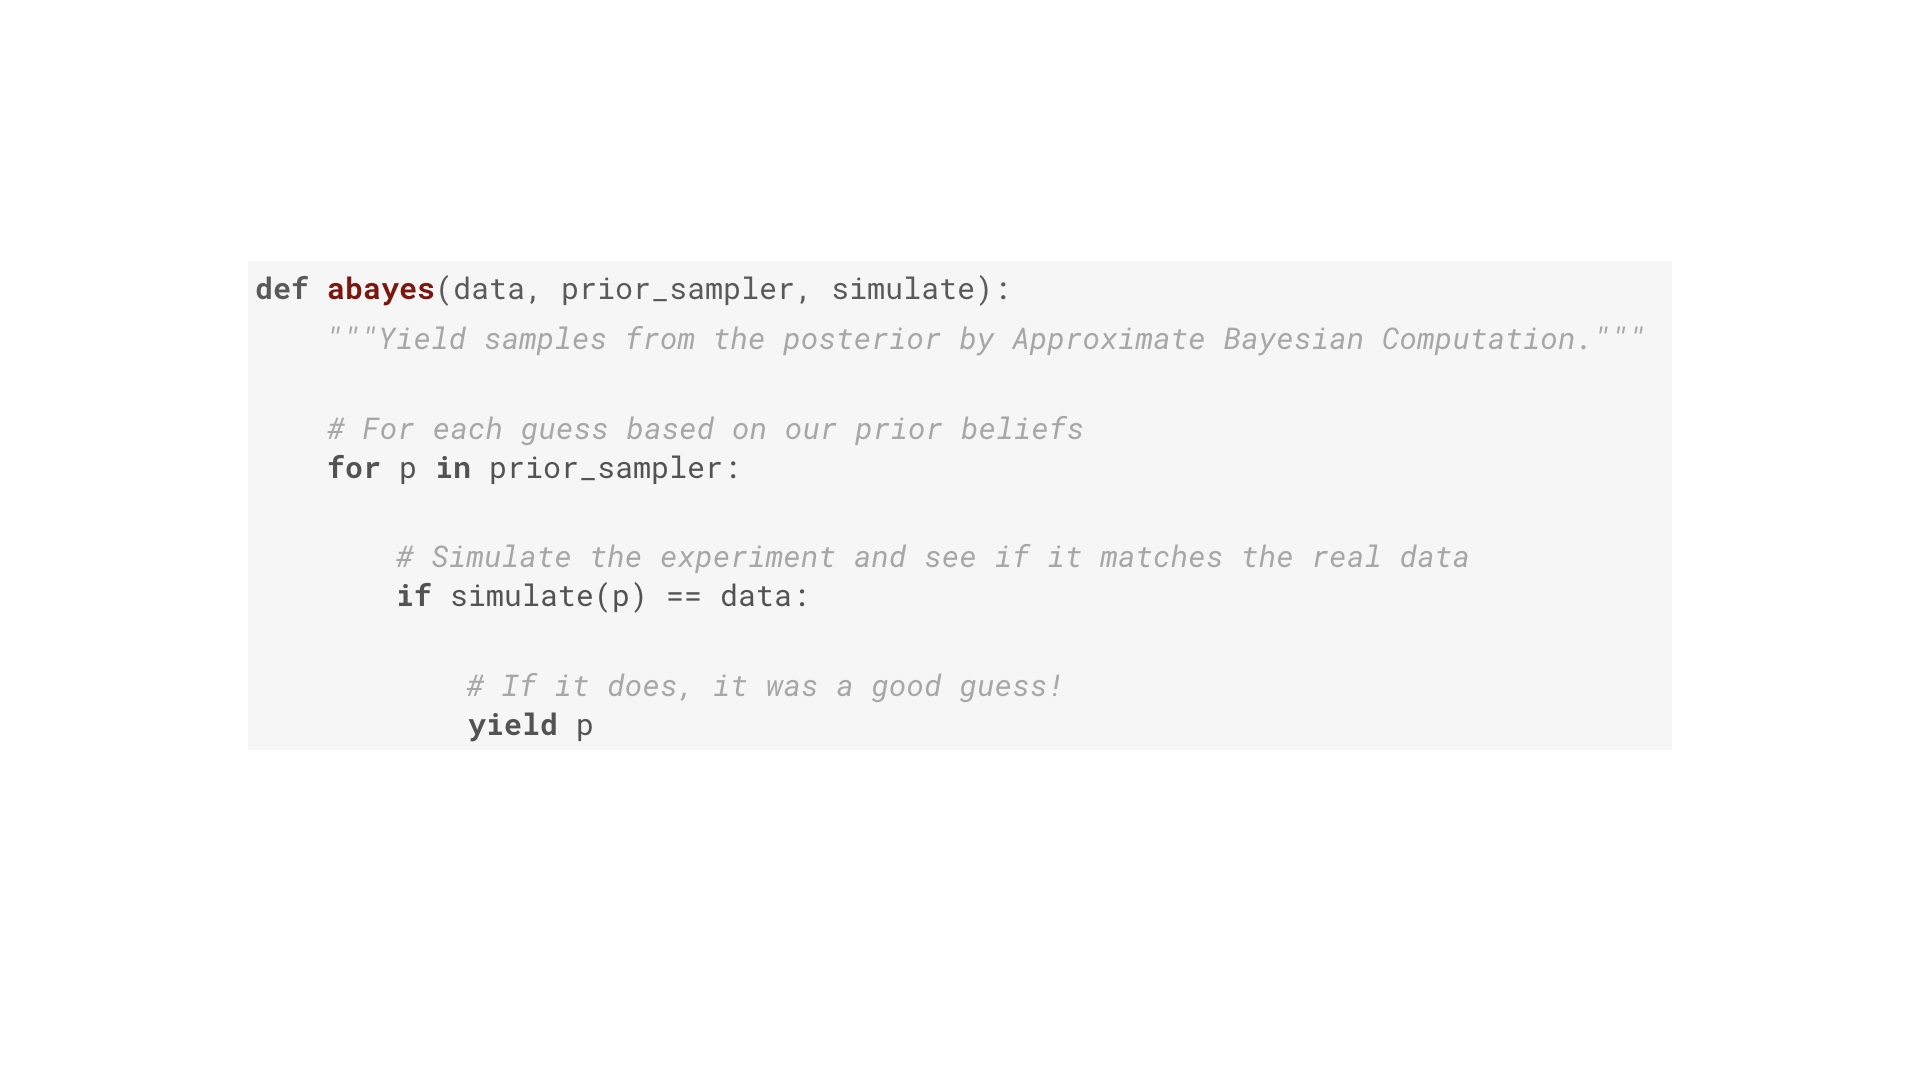 def abayes(data, prior_sampler, simulate):
    """Yield samples from the posterior by Approximate Bayesian Computation."""
    # For each guess based on our prior beliefs
    for p in prior_sampler:
        # Simulate the experiment and see if it matches the real data
        if simulate(p) == data:
            # If it does, it was a good guess!
            yield p